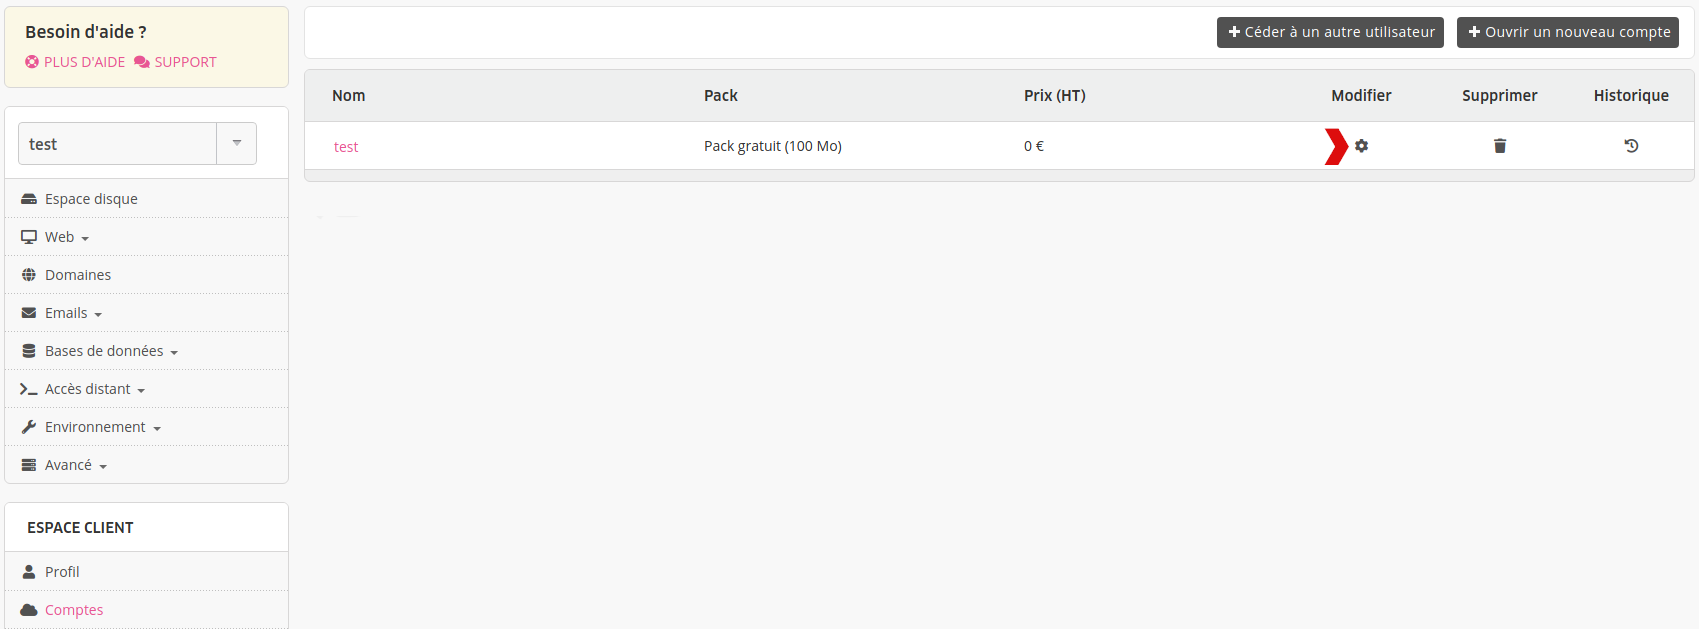 Besoin d'aide ?
PLUS D'AIDE SUPPORT
test
Espace disque
Web
Domaines
Emails
Bases de données
Accès distant
Environnement
Avancé
ESPACE CLIENT
Profil
Comptes
Céder à un autre utilisateur Ouvrir un nouveau compte
Nom Pack Prix (HT) Modifier Supprimer Historique
test Pack gratuit (100 Mo) 0 €